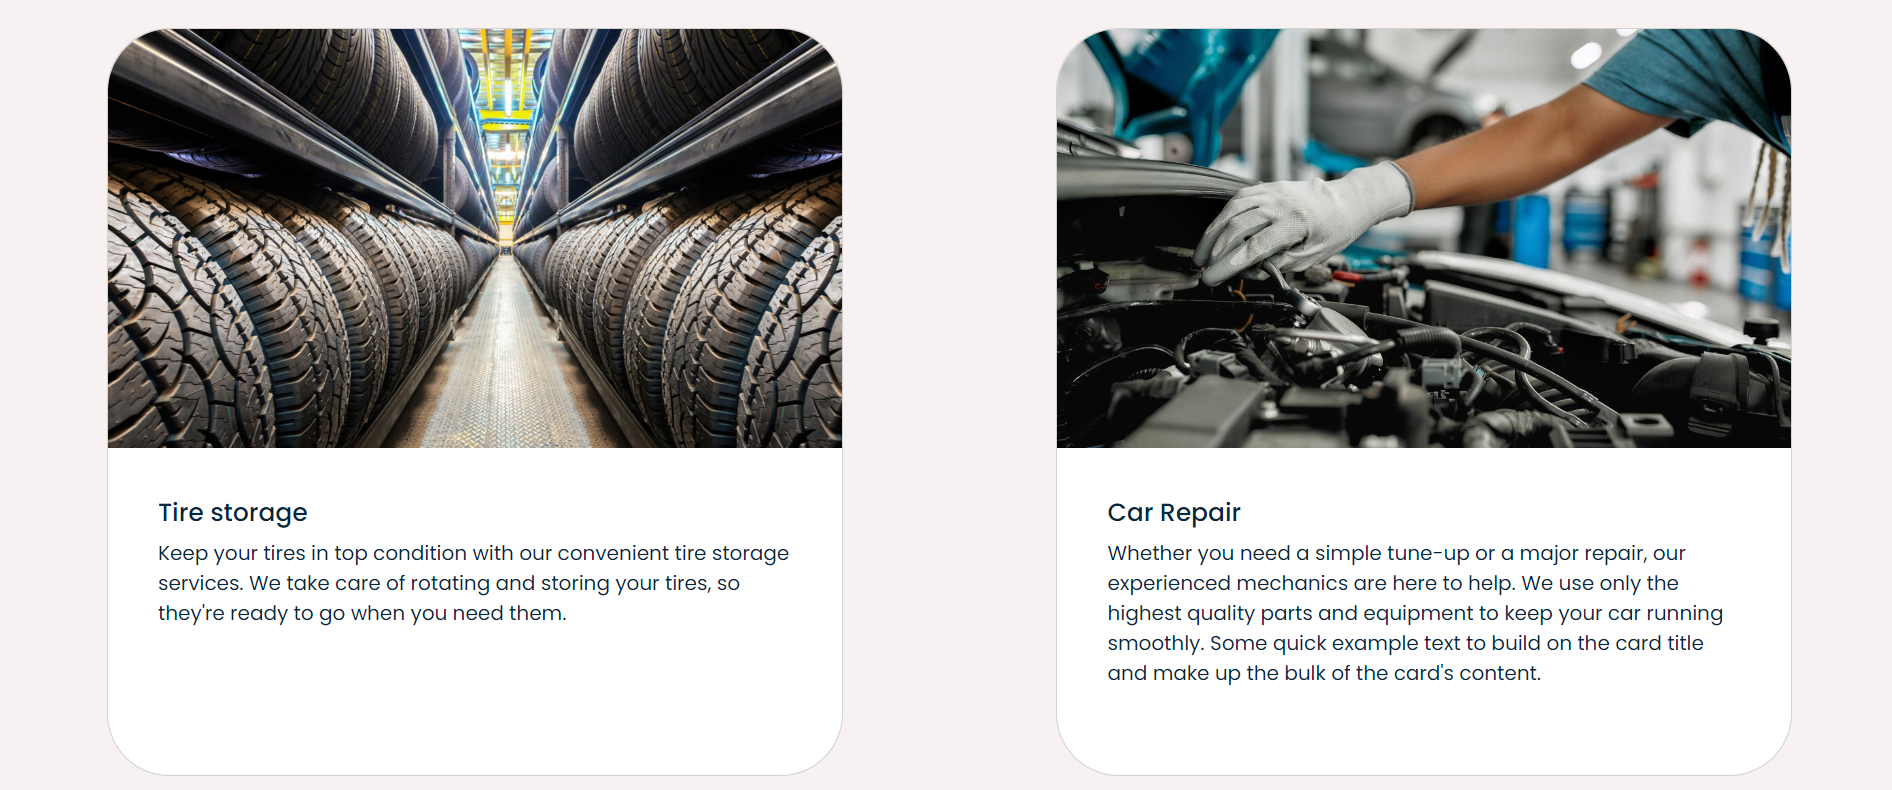 Tire storage
Keep your tires in top condition with our convenient tire storage
services. We take care of rotating and storing your tires, so
they're ready to go when you need them.
Car Repair
Whether you need a simple tune-up or a major repair, our
experienced mechanics are here to help. We use only the
highest quality parts and equipment to keep your car running
smoothly. Some quick example text to build on the card title
and make up the bulk of the card's content.